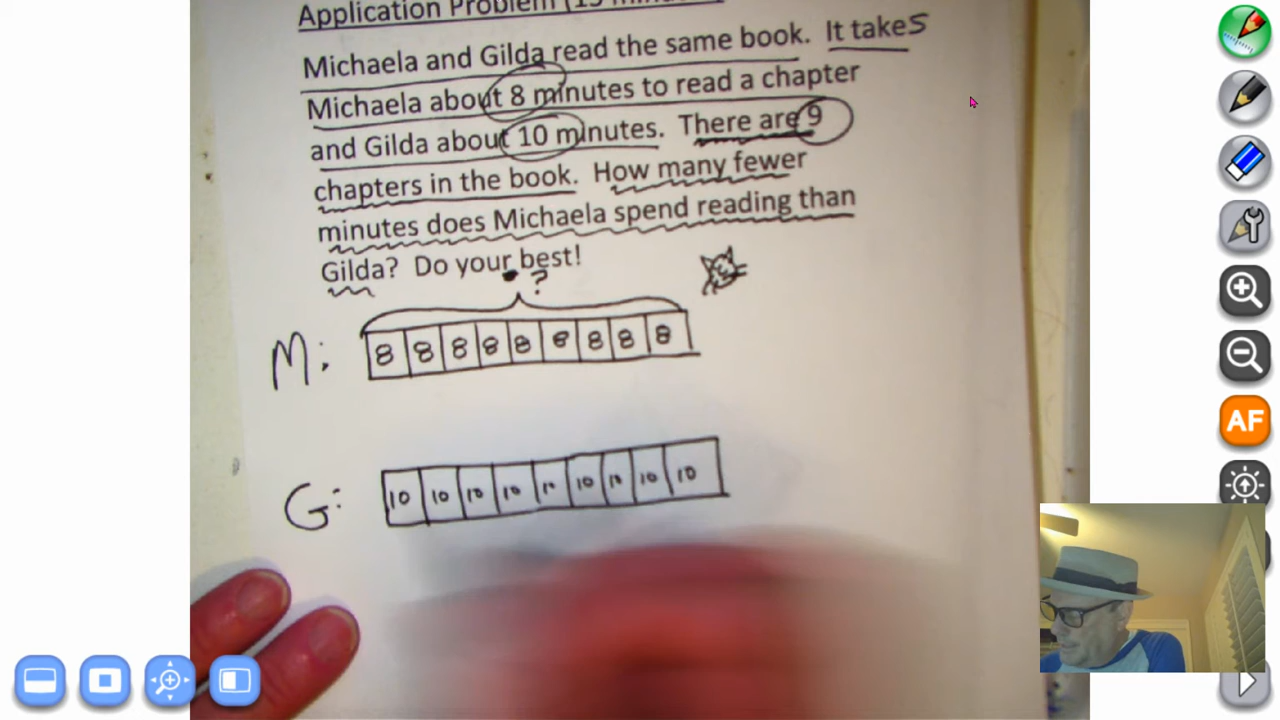 Application Problem (15 minu
Michaela and Gilda read the same book. It takes
Michaela about 8 minutes to read a chapter
and Gilda about 10 minutes. There are 9
chapters in the book. How many fewer
minutes does Michaela spend reading than
Gilda? Do your best!
?
M: 8 8 8 8 8 8 8 8 8
G: 10 10 10 10 10 10 10 10 10
AF